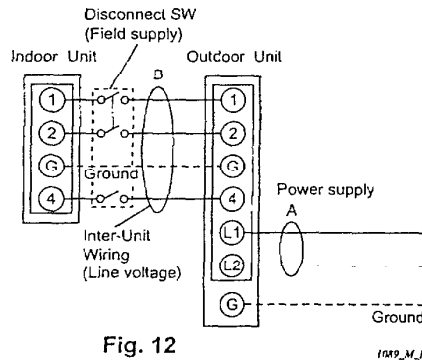 Disconnect SW
(Field supply)
Indoor Unit
B
Outdoor Unit
1
1
2
2
G
G
Ground
4
4
Power supply
L1
A
Inter-Unit
Wiring
(Line voltage)
L2
G
Ground
Fig. 12